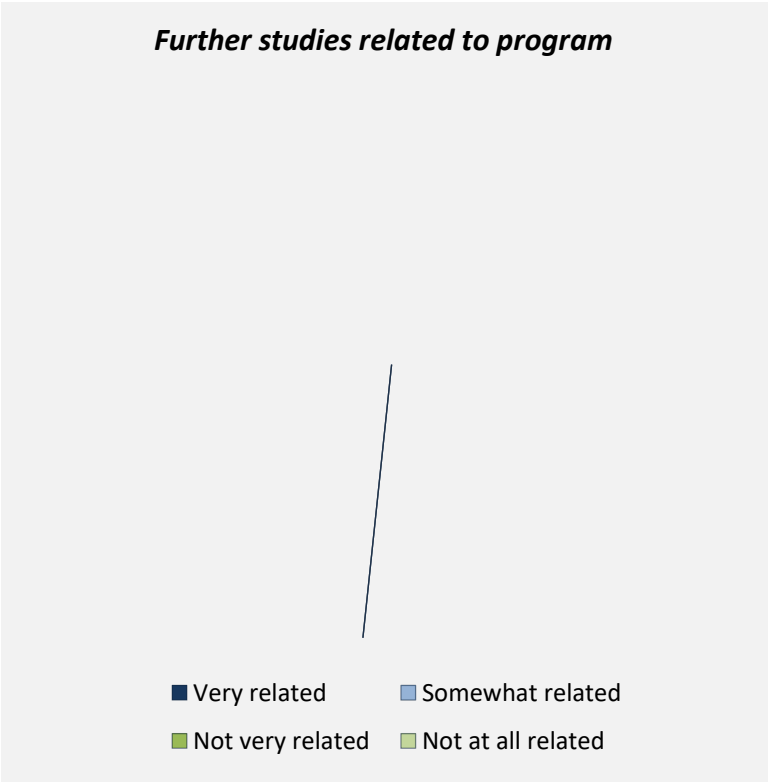 Further studies related to program
Very related Somewhat related
Not very related Not at all related